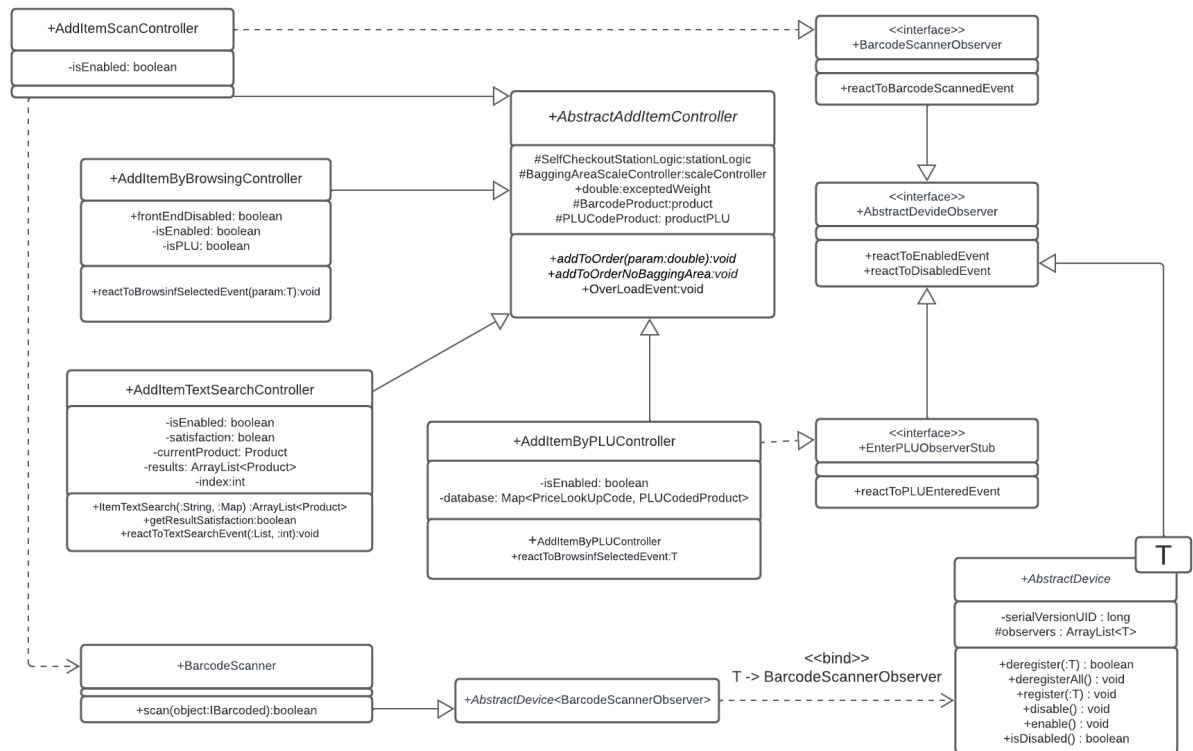 +AddItemScanController
-isEnabled: boolean
<<interface>>
+BarcodeScannerObserver
+reactToBarcodeScannedEvent
+AbstractAddItemController
#SelfCheckoutStationLogic:stationLogic
#BaggingAreaScaleController:scaleController
+double:exceptedWeight
#BarcodeProduct:product
#PLUCodeProduct: productPLU
+addToOrder(param:double):void
+addToOrderNoBaggingArea:void
+OverLoadEvent:void
+AddItemByBrowsingController
+frontEndDisabled: boolean
-isEnabled: boolean
-isPLU: boolean
+reactToBrowsinfSelectedEvent(param:T):void
<<interface>>
+AbstractDevideObserver
+reactToEnabledEvent
+reactToDisabledEvent
+AddItemTextSearchController
-isEnabled: boolean
-satisfaction: bolean
-currentProduct: Product
-results: ArrayList<Product>
-index:int
+ItemTextSearch(:String, :Map) :ArrayList<Product>
+getResultSatisfaction:boolean
+reactToTextSearchEvent(:List, :int):void
+AddItemByPLUController
-isEnabled: boolean
-database: Map<PriceLookUpCode, PLUCodedProduct>
+AddItemByPLUController
+reactToBrowsinfSelectedEvent:T
<<interface>>
+EnterPLUObserverStub
+reactToPLUEnteredEvent
T
+AbstractDevice
-serialVersionUID : long
#observers : ArrayList<T>
+deregister(:T) : boolean
+deregisterAll() : void
+register(:T) : void
+disable() : void
+enable() : void
+isDisabled() : boolean
+BarcodeScanner
+scan(object:IBarcoded):boolean
+AbstractDevice<BarcodeScannerObserver>
<<bind>>
T -> BarcodeScannerObserver